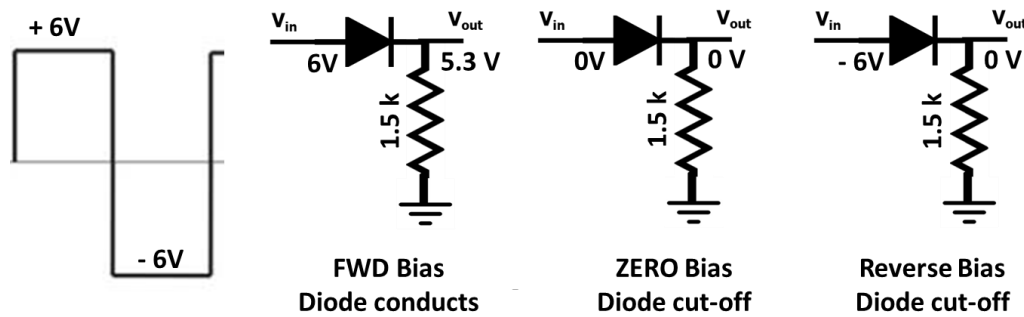 + 6V
- 6V
Vin
Vout
6V
5.3 V
1.5 k
FWD Bias
Diode conducts
Vin
Vout
0V
0 V
1.5 k
ZERO Bias
Diode cut-off
Vin
Vout
- 6V
0 V
1.5 k
Reverse Bias
Diode cut-off